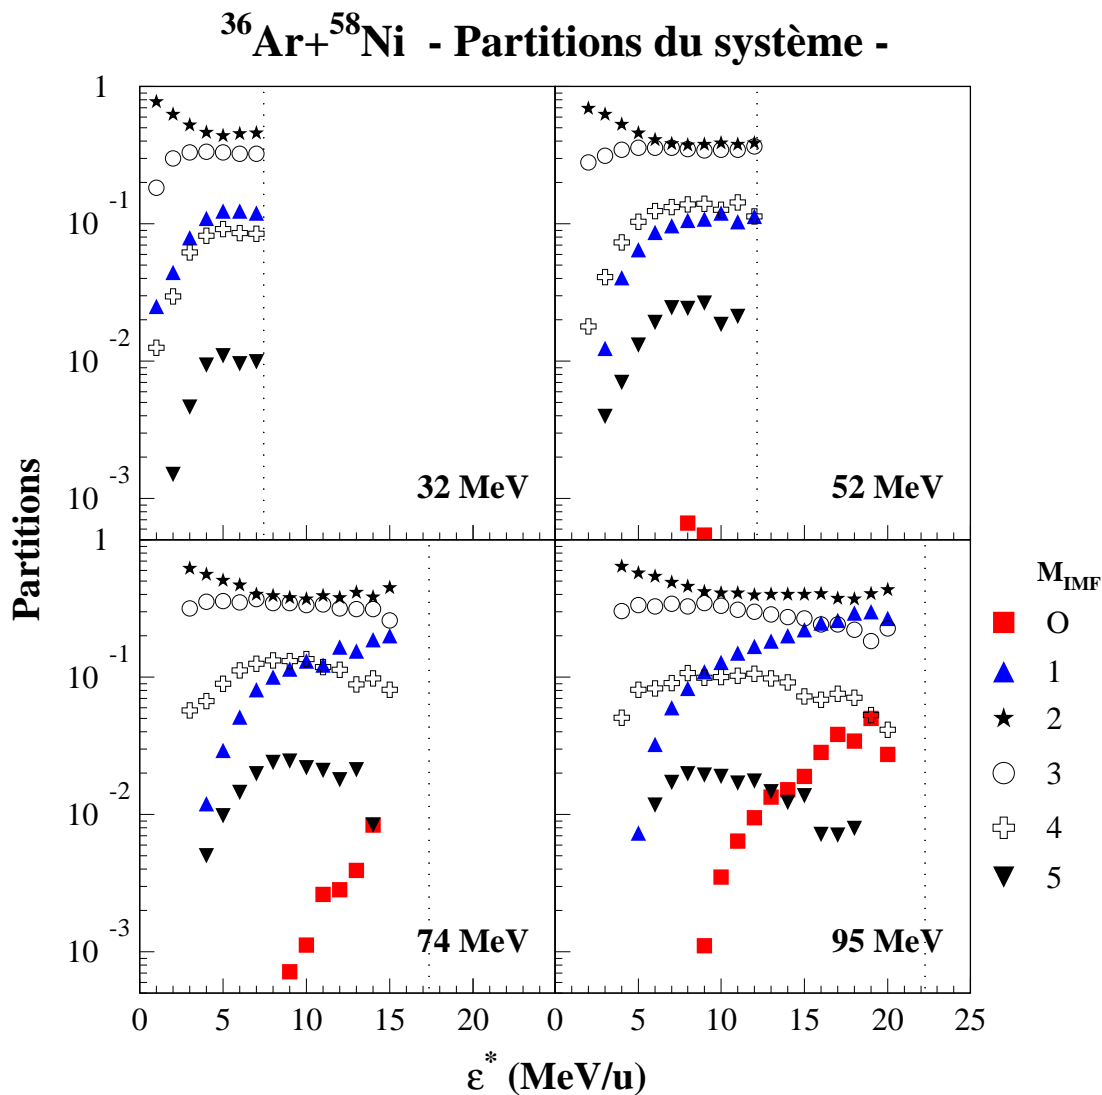 ³⁶Ar+⁵⁸Ni - Partitions du système -
Partitions
1
10⁻¹
10⁻²
10⁻³
32 MeV
52 MeV
1
10⁻¹
10⁻²
10⁻³
74 MeV
95 MeV
0 5 10 15 20 0 5 10 15 20 25
ε* (MeV/u)
M_IMF
O
1
2
3
4
5